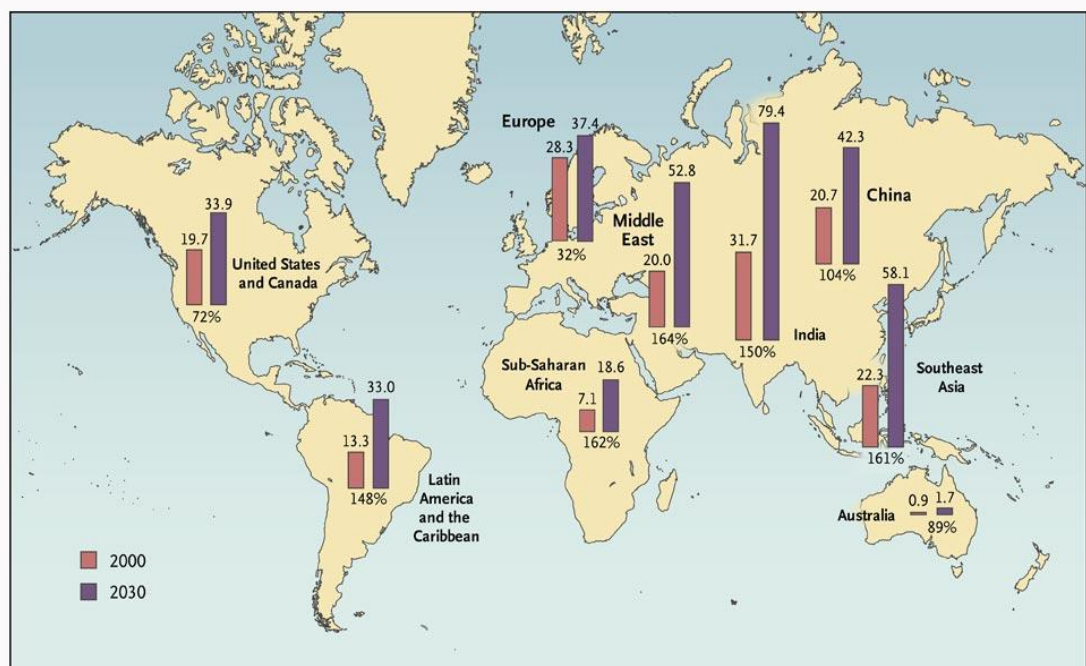 Europe
28.3
37.4
32%
Middle
East
20.0
52.8
164%
31.7
79.4
150%
India
20.7
42.3
104%
China
19.7
33.9
72%
United States
and Canada
22.3
58.1
161%
Southeast
Asia
Sub-Saharan
Africa
7.1
18.6
162%
13.3
33.0
148%
Latin
America
and the
Caribbean
Australia
0.9
1.7
89%
2000
2030